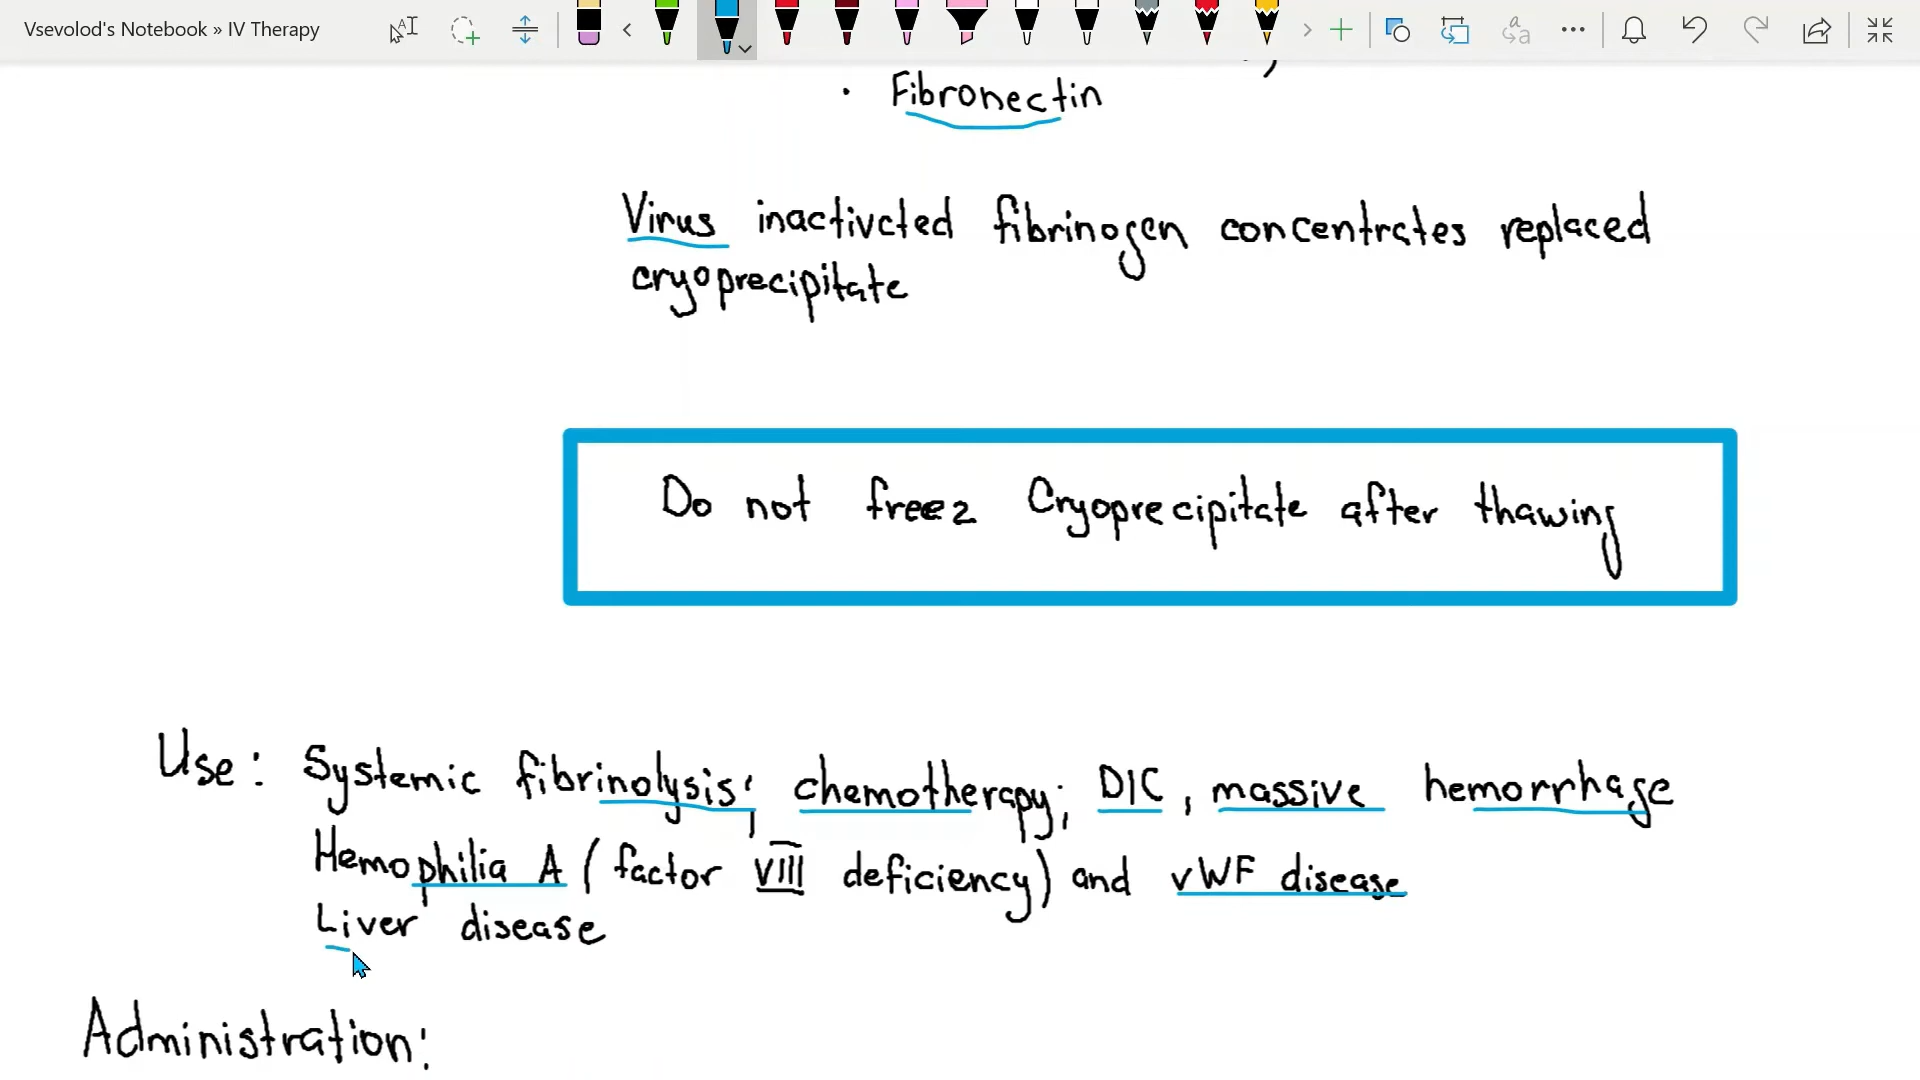 Vsevolod's Notebook » IV Therapy
• Fibronectin
Virus inactivcted fibrinogen concentrctes replaced
cryoprecipitate
Do not freez Cryoprecipitate after thawing
Use: Systemic fibrinolysis; chemotherapy; DIC, massive hemorrhage
Hemophilia A (factor VIII deficiency) and vWF disease
Liver disease
Administration: